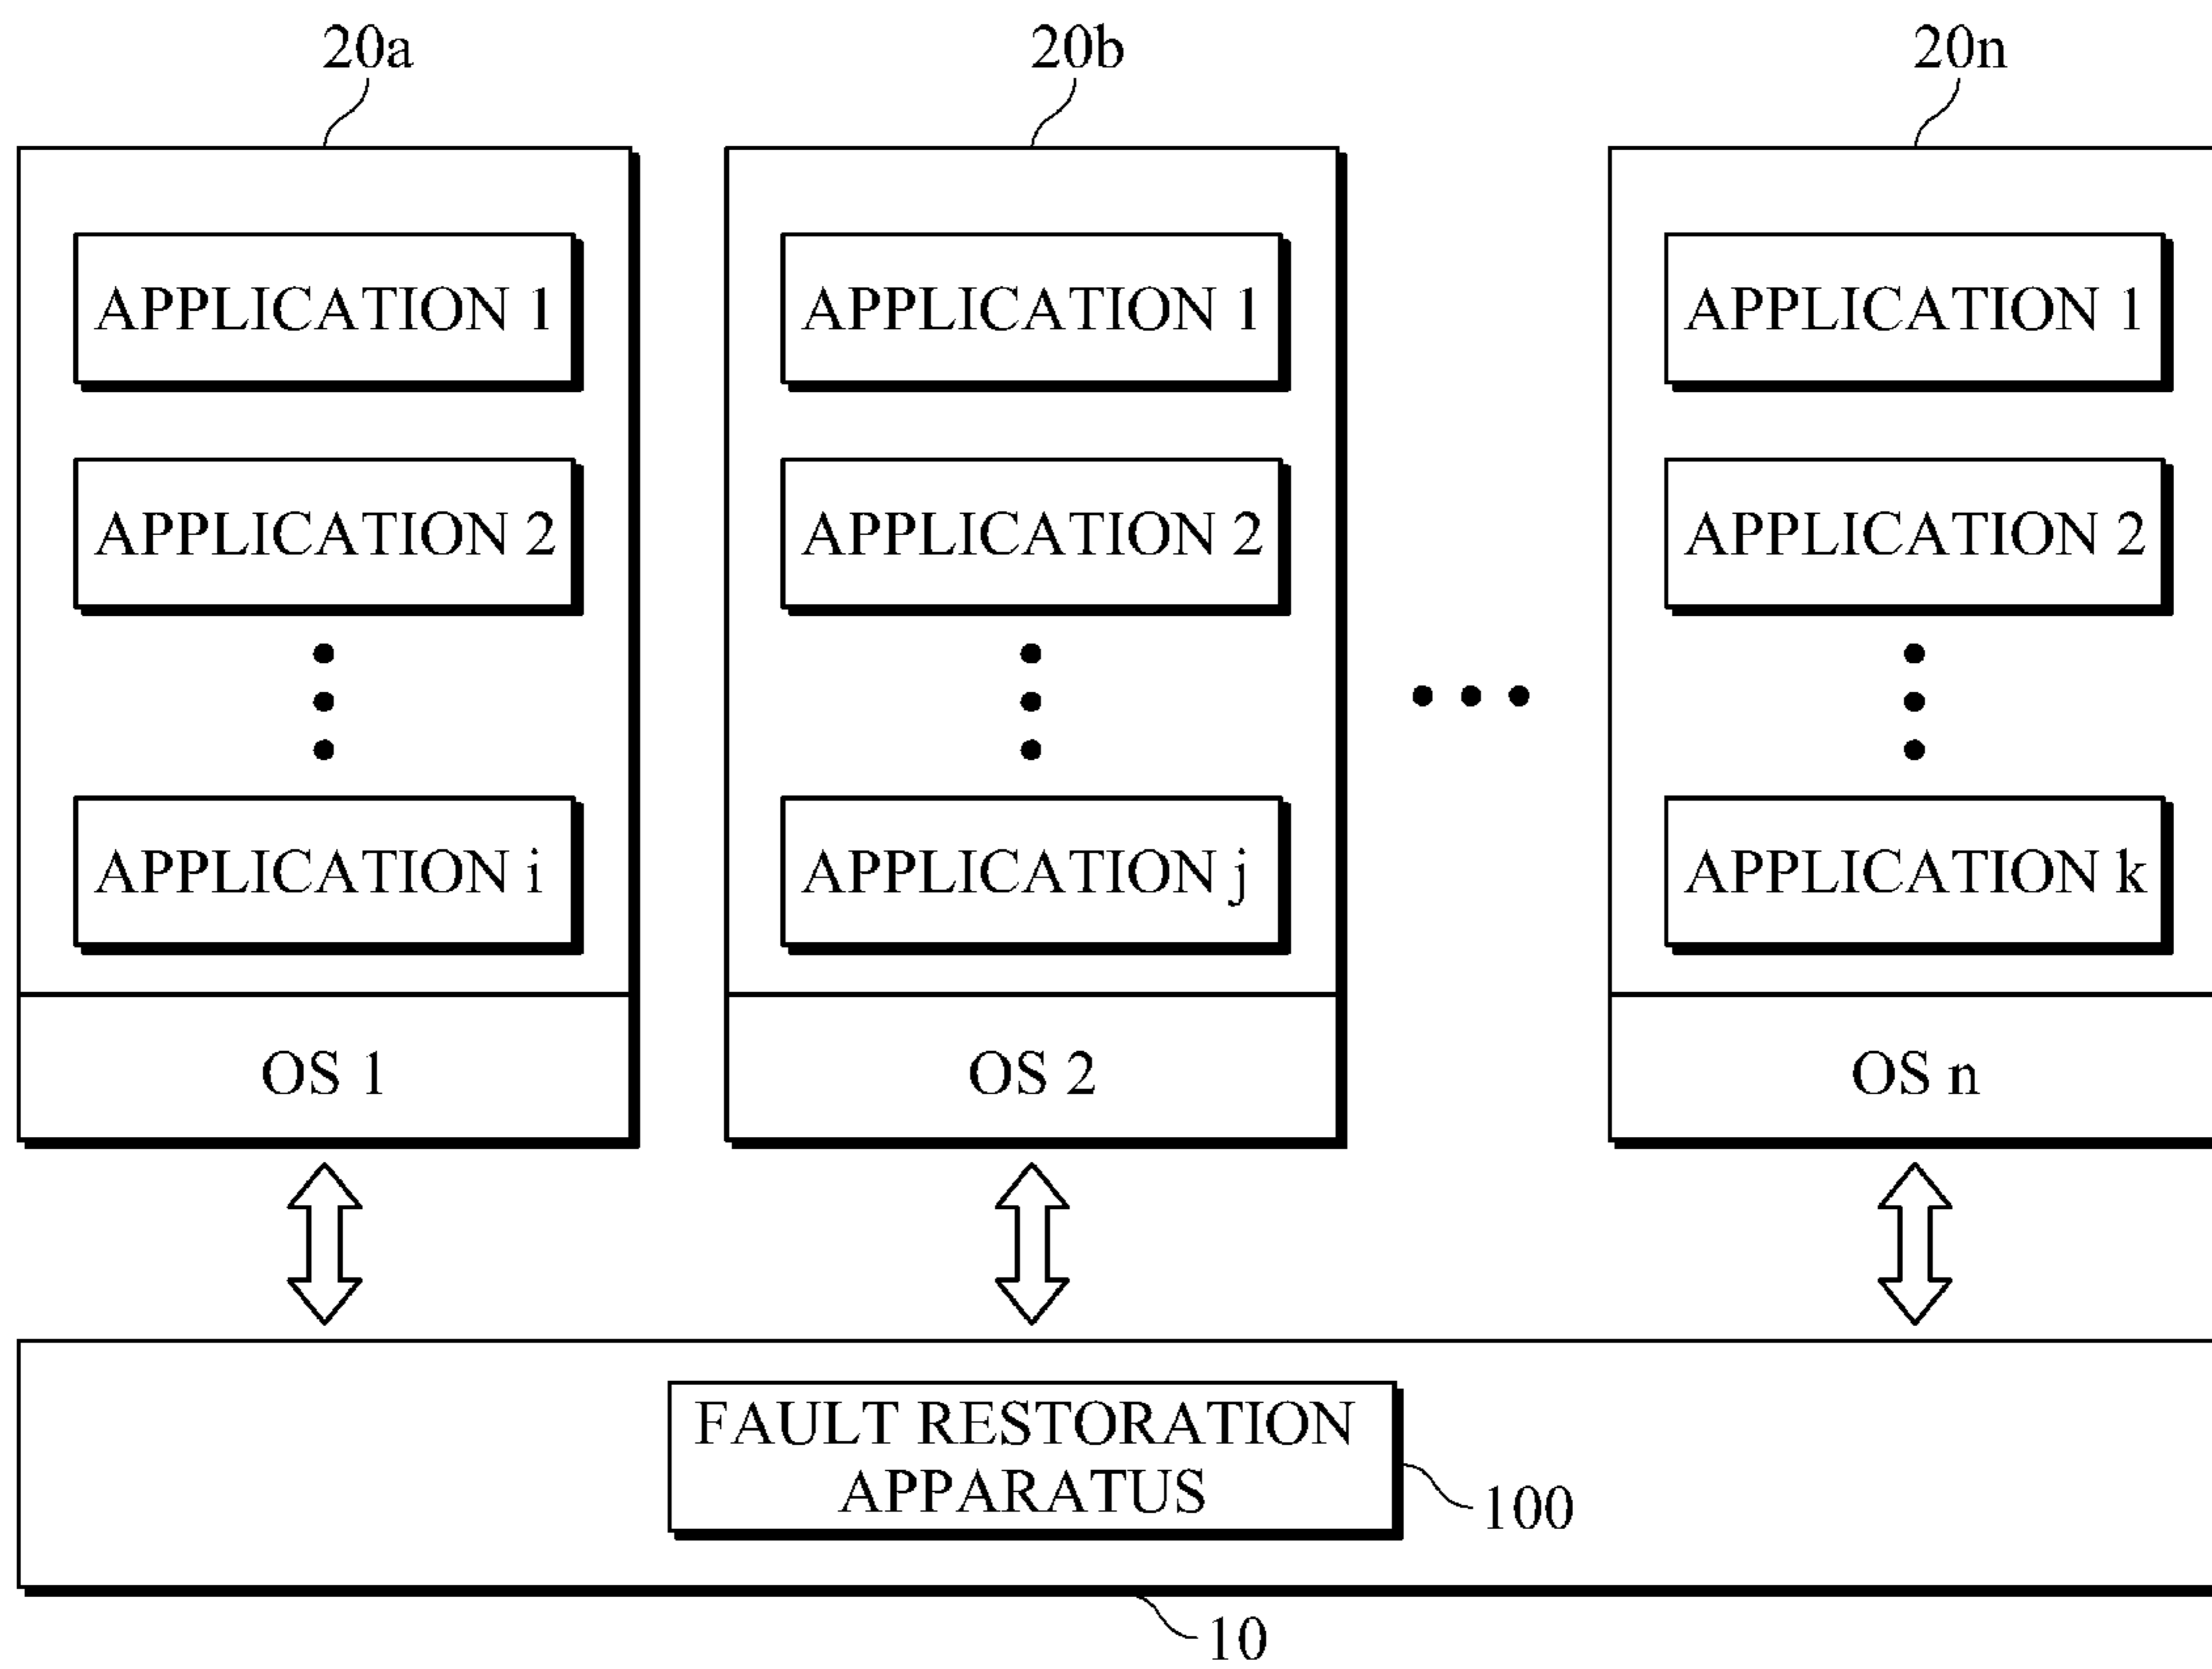 20a
20b
20n
APPLICATION 1
APPLICATION 1
APPLICATION 1
APPLICATION 2
APPLICATION 2
APPLICATION 2
APPLICATION i
APPLICATION j
APPLICATION k
OS 1
OS 2
OS n
FAULT RESTORATION
APPARATUS
100
10